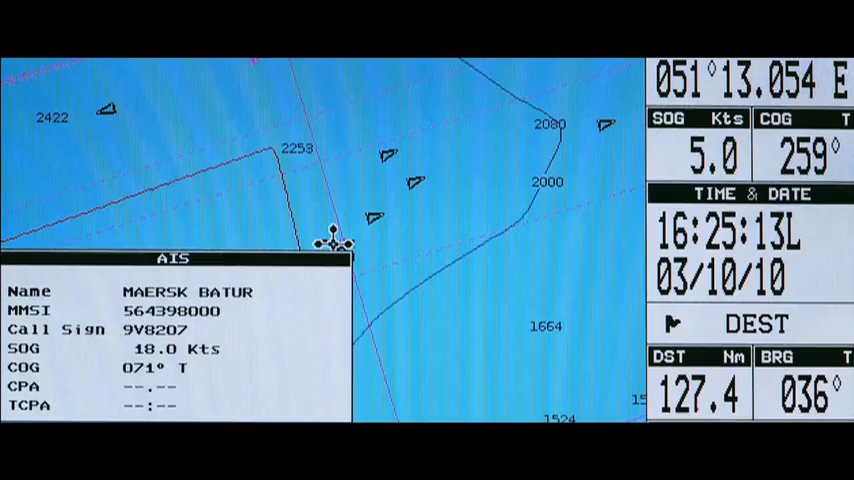 2422
2253
2080
2000
1664
1524
AIS
Name MAERSK BATUR
MMSI 564398000
Call Sign 9V8207
SOG 18.0 Kts
COG 071° T
CPA --.--
TCPA --:--
051°13.054 E
SOG Kts COG T
5.0 259°
TIME & DATE
16:25:13L
03/10/10
DEST
DST Nm BRG T
127.4 036°